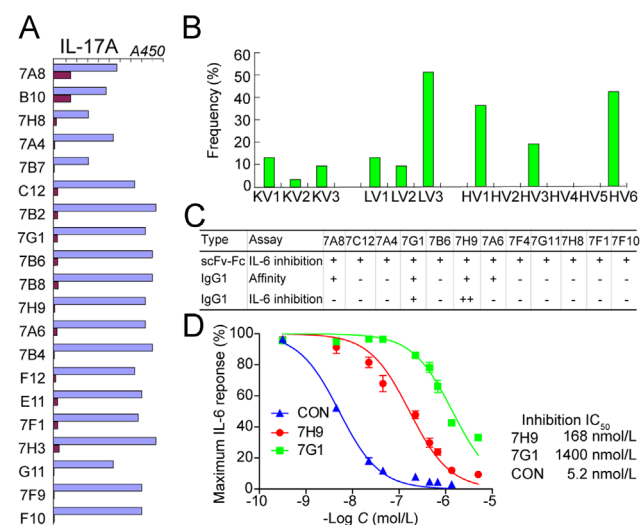 A
IL-17A A450
7A8
B10
7H8
7A4
7B7
C12
7B2
7G1
7B6
7B8
7H9
7A6
7B4
F12
E11
7F1
7H3
G11
7F9
F10
B
Frequency (%)
60
50
40
30
20
10
0
KV1 KV2 KV3 LV1 LV2 LV3 HV1 HV2 HV3 HV4 HV5 HV6
C
Type Assay 7A8 7C12 7A4 7G1 7B6 7H9 7A6 7F4 7G11 7H8 7F1 7F10
scFv-Fc IL-6 inhibition + + + + + + + + + + + +
IgG1 Affinity + - - + - + + - - - - -
IgG1 IL-6 inhibition - - - + - ++ - - - - - -
D
Maximum IL-6 reponse (%)
100
80
60
40
20
0
CON
7H9
7G1
-10 -9 -8 -7 -6 -5
-Log C (mol/L)
Inhibition IC50
7H9 168 nmol/L
7G1 1400 nmol/L
CON 5.2 nmol/L